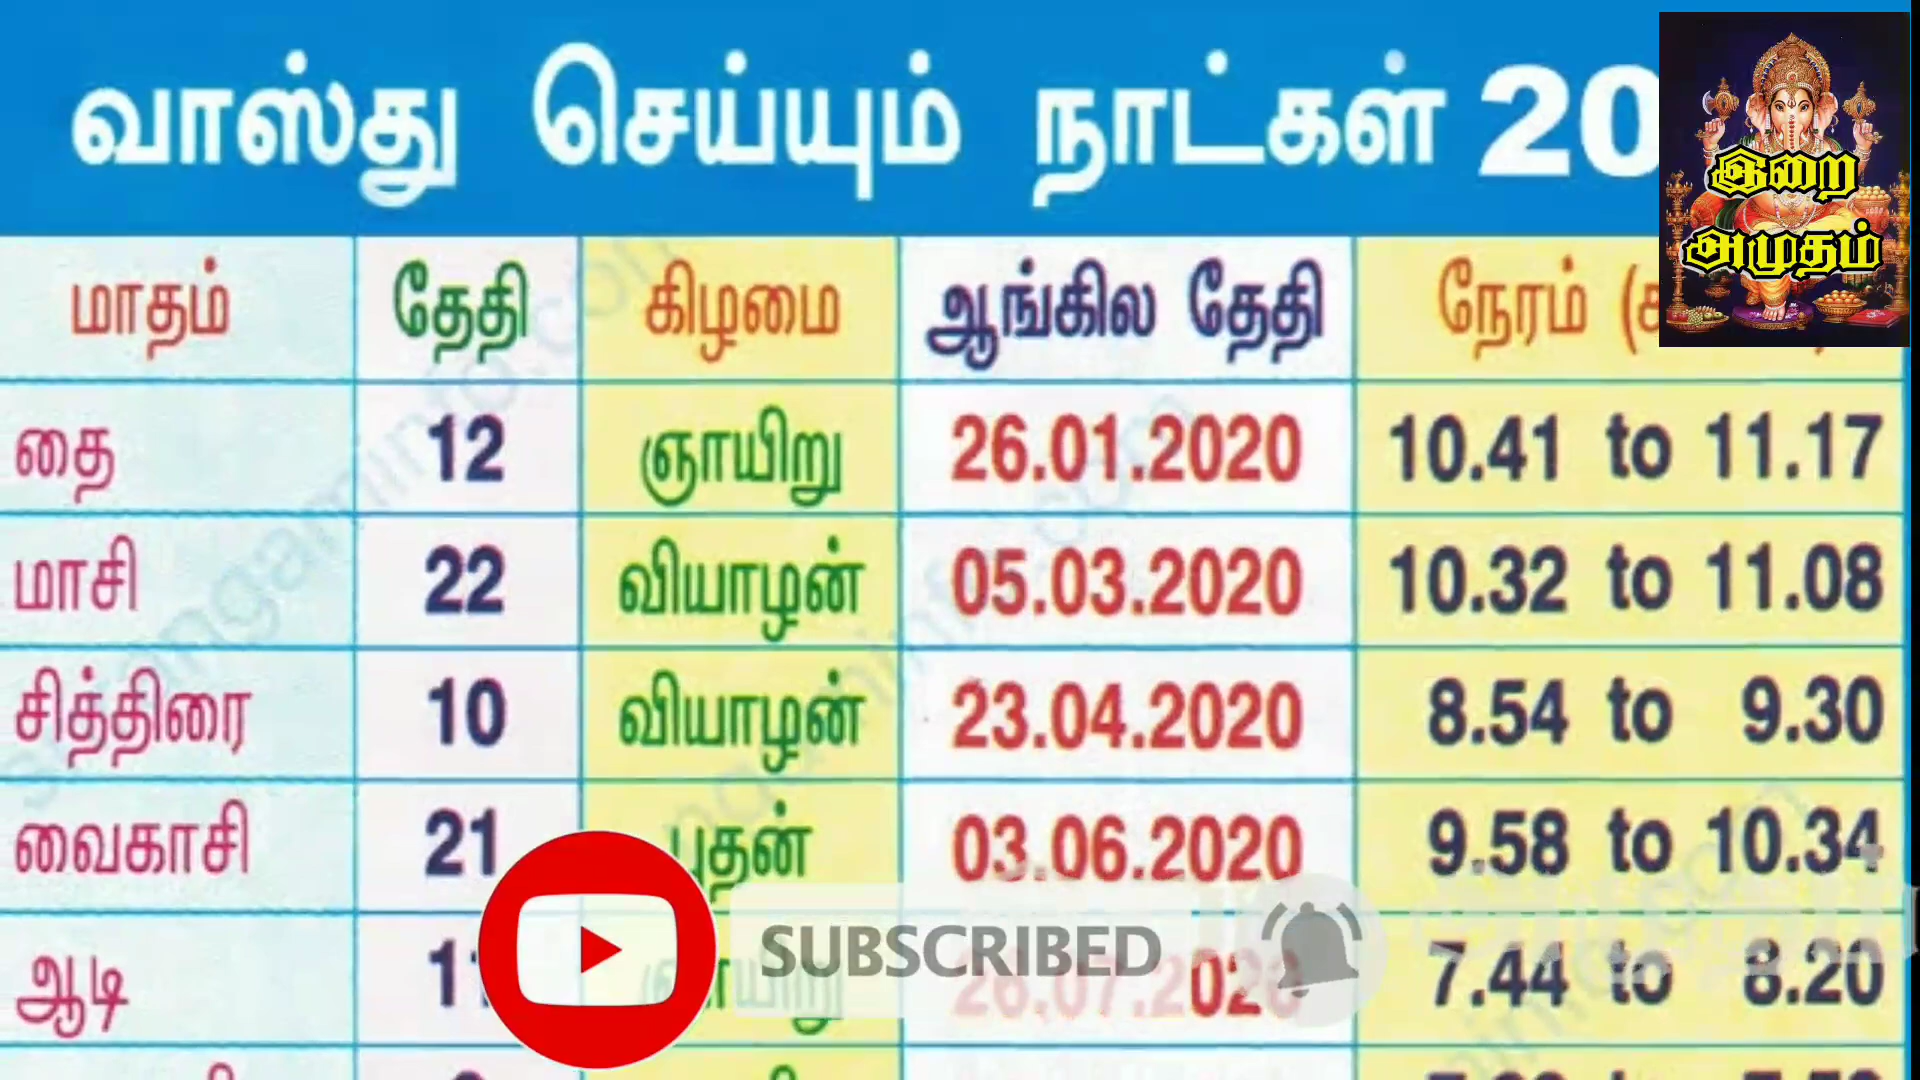 வாஸ்து செய்யும் நாட்கள் 20
இறை
அமுதம்
மாதம் தேதி கிழமை ஆங்கில தேதி நேரம்
தை 12 ஞாயிறு 26.01.2020 10.41 to 11.17
மாசி 22 வியாழன் 05.03.2020 10.32 to 11.08
சித்திரை 10 வியாழன் 23.04.2020 8.54 to 9.30
வைகாசி 21 புதன் 03.06.2020 9.58 to 10.34
ஆடி 11 ஞாயிறு 26.07.2020 7.44 to 8.20
SUBSCRIBED